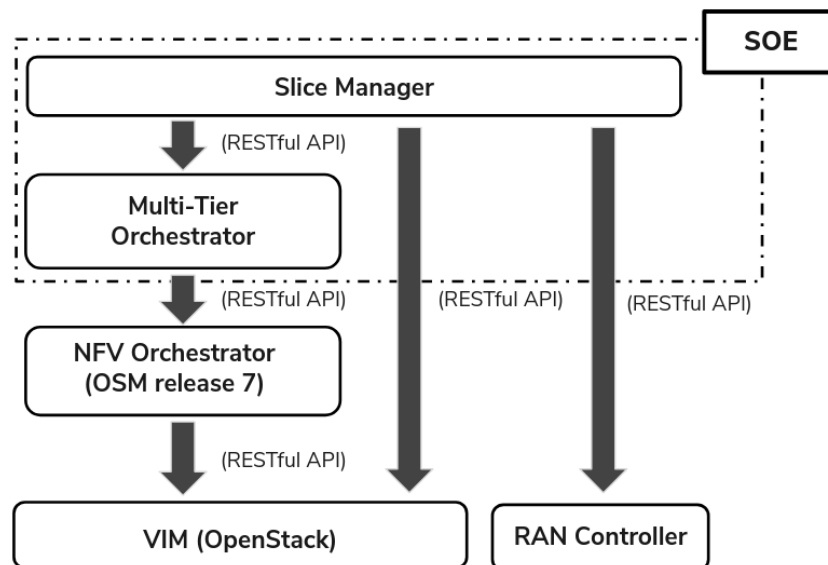 SOE
Slice Manager
(RESTful API)
Multi-Tier
Orchestrator
(RESTful API)
(RESTful API)
(RESTful API)
NFV Orchestrator
(OSM release 7)
(RESTful API)
VIM (OpenStack)
RAN Controller